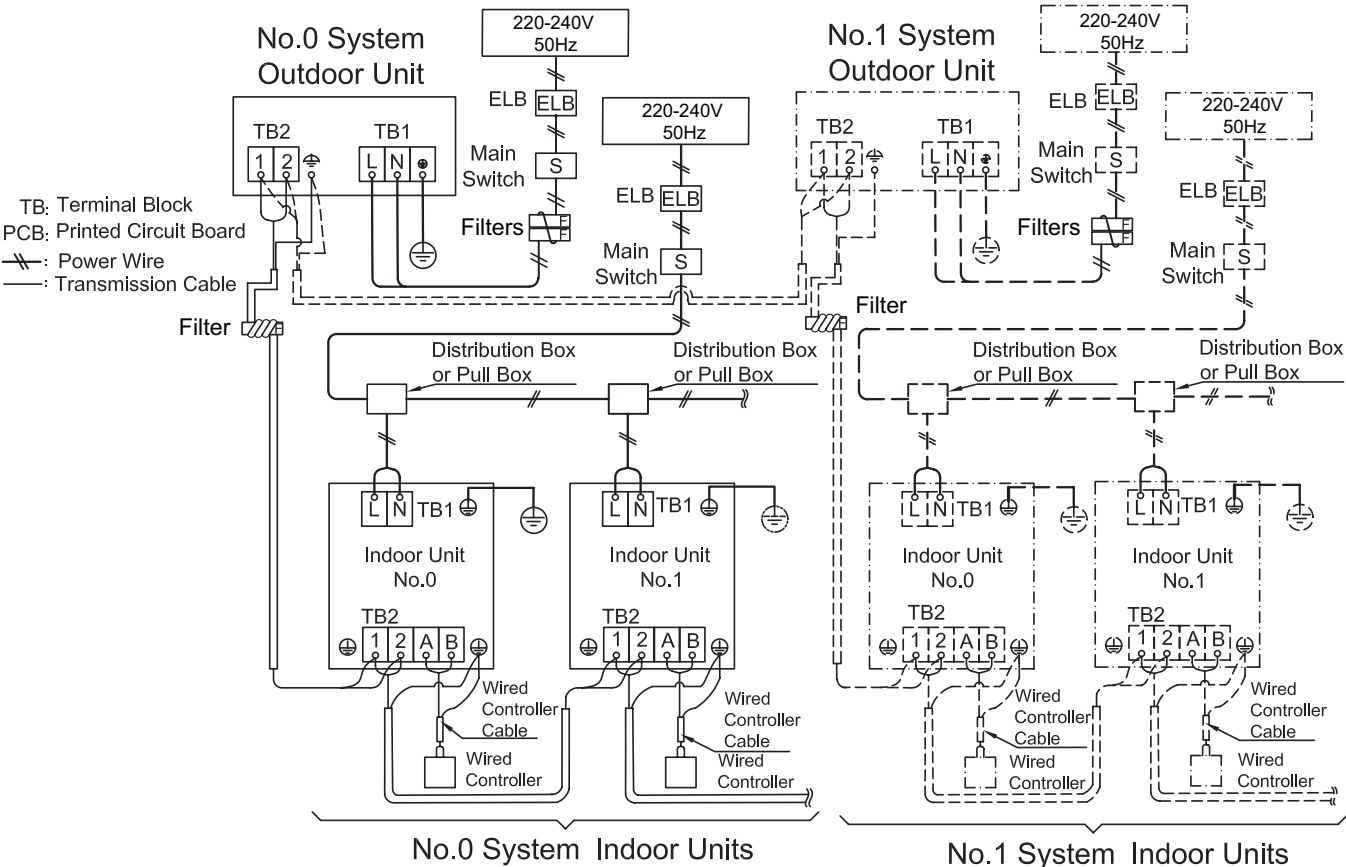 No.0 System
Outdoor Unit
TB2
TB1
1 2
L N
220-240V
50Hz
ELB
ELB
Main
Switch
S
Filters
F
F
220-240V
50Hz
ELB
ELB
Main
Switch
S
TB: Terminal Block
PCB: Printed Circuit Board
: Power Wire
: Transmission Cable
Filter
Distribution Box
or Pull Box
Distribution Box
or Pull Box
L N
TB1
Indoor Unit
No.0
TB2
1 2 A B
Wired
Controller
Cable
Wired
Controller
L N
TB1
Indoor Unit
No.1
TB2
1 2 A B
Wired
Controller
Cable
Wired
Controller
No.0 System Indoor Units
No.1 System
Outdoor Unit
TB2
TB1
1 2
L N
220-240V
50Hz
ELB
ELB
Main
Switch
S
Filters
F
F
220-240V
50Hz
ELB
ELB
Main
Switch
S
Filter
Distribution Box
or Pull Box
Distribution Box
or Pull Box
L N
TB1
Indoor Unit
No.0
TB2
1 2 A B
Wired
Controller
Cable
Wired
Controller
L N
TB1
Indoor Unit
No.1
TB2
1 2 A B
Wired
Controller
Cable
Wired
Controller
No.1 System Indoor Units